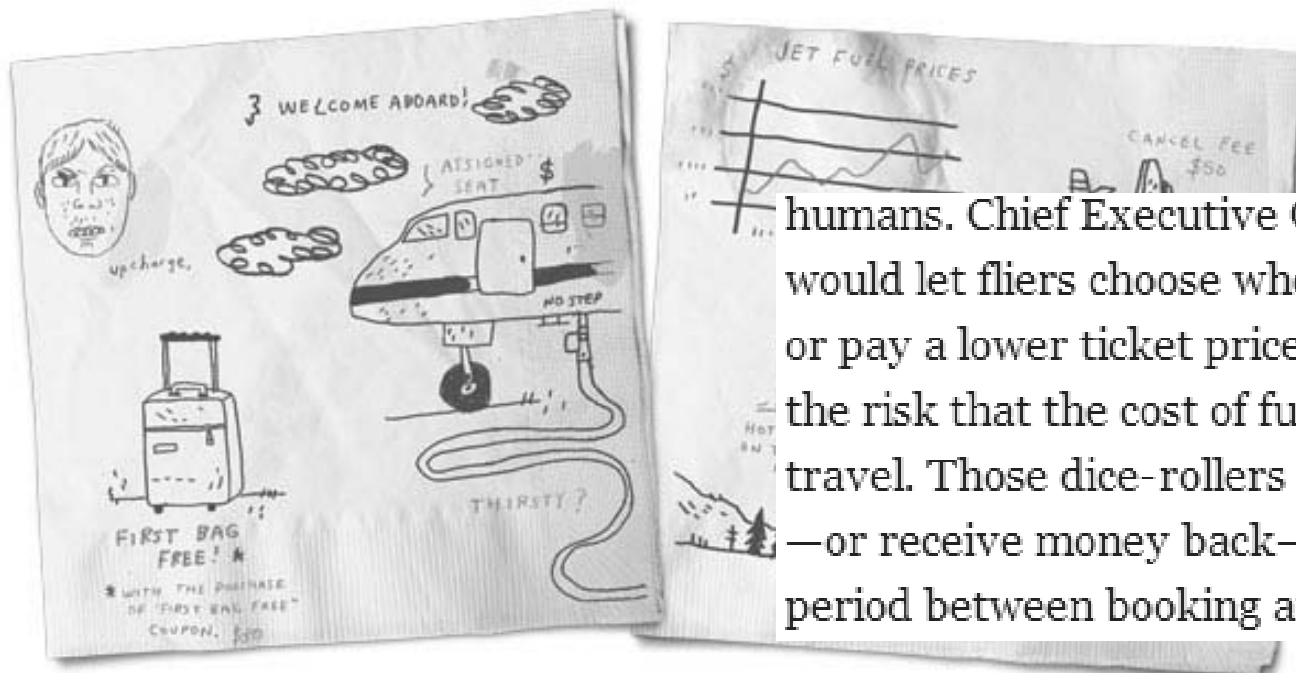 WELCOME ABOARD!
ASSIGNED
SEAT
$
upcharge.
NO STEP
THIRSTY?
FIRST BAG
FREE! *
* WITH THE PURCHASE
OF "FIRST BAG FREE"
COUPON. $50
$
JET FUEL PRICES
CANCEL FEE
$50
HOT
humans. Chief Executive
would let fliers choose
or pay a lower ticket price
the risk that the cost of
travel. Those dice-rollers
—or receive money back—
period between booking